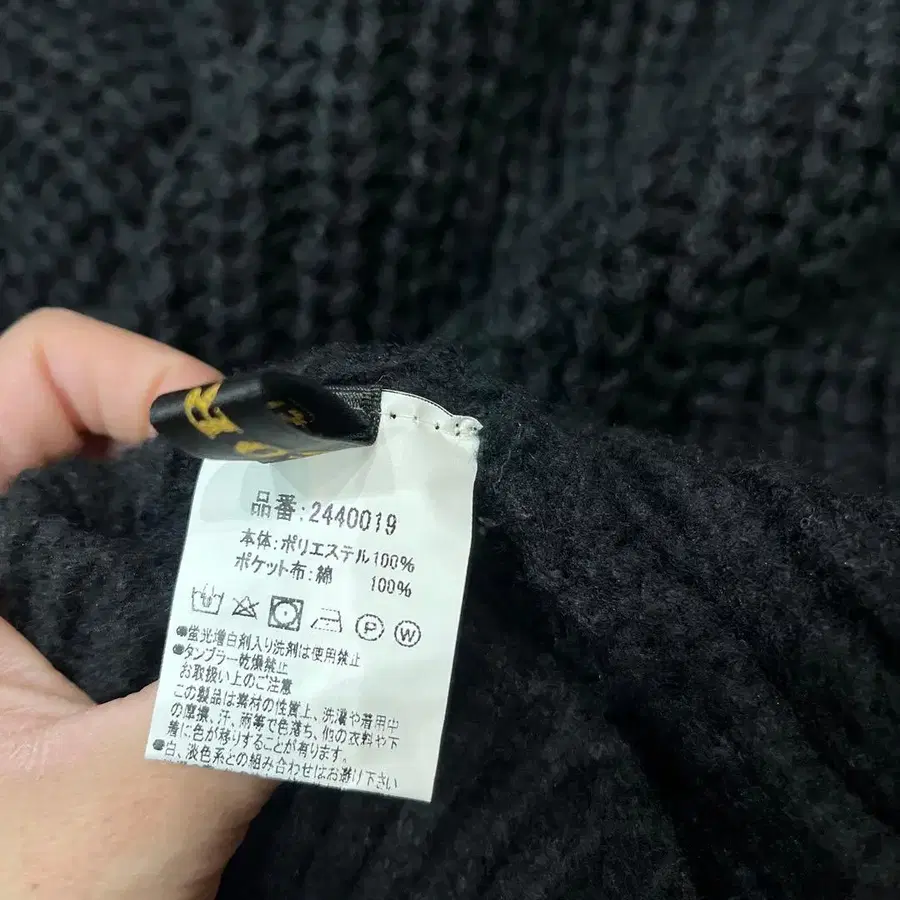 品番:2440019
本体:ポリエステル100%
ポケット布:綿 100%
P W
●蛍光増白剤入り洗剤は使用禁止
●タンブラー乾燥禁止
お取扱い上のご注意
この製品は素材の性質上、洗濯や着用中
の摩擦、汗、雨等で色落ち、他の衣料や下
着に色が移りすることが有ります。
●白、淡色系との組み合わせはお避け下さい